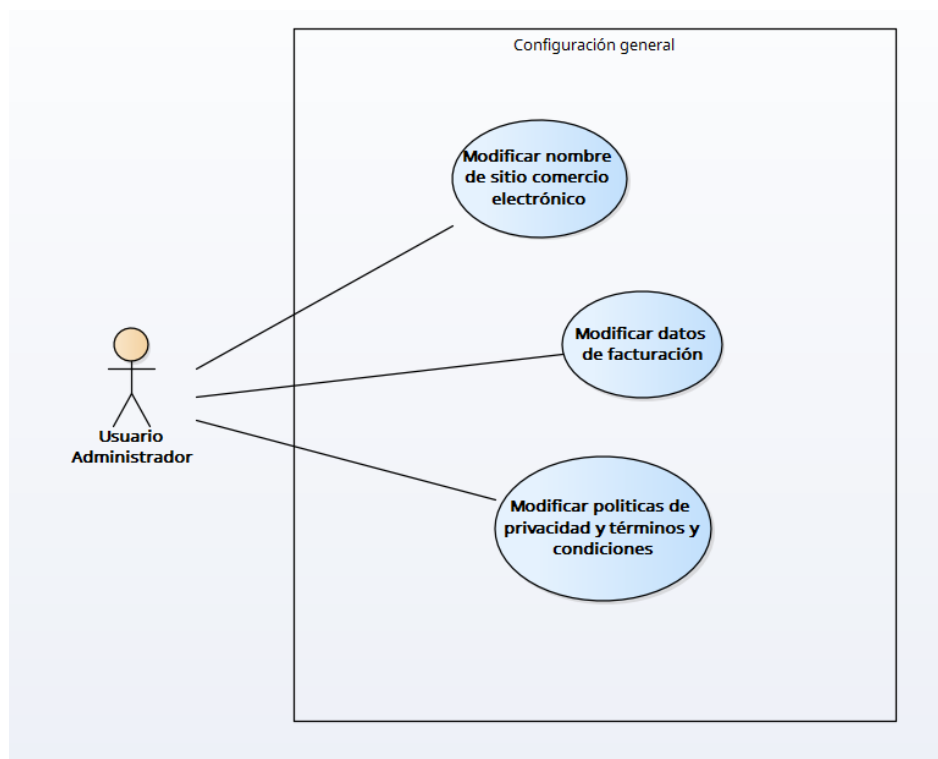 Configuración general
Modificar nombre
de sitio comercio
electrónico
Modificar datos
de facturación
Usuario
Administrador
Modificar politicas de
privacidad y términos y
condiciones